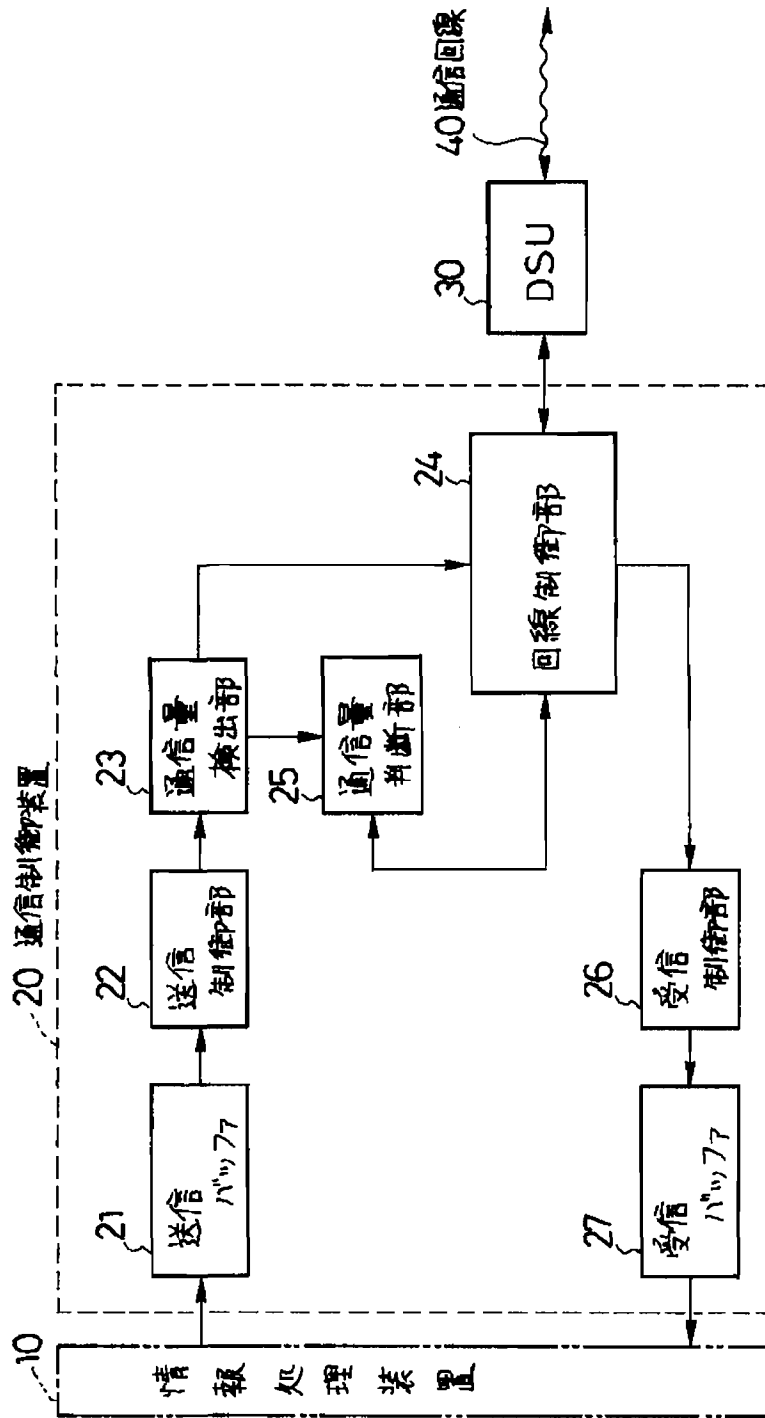 10
情報処理装置
20 通信制御装置
21
送信
バッファ
22
送信
制御部
23
通信量
検出部
25
通信量
判断部
24
回線制御部
30
DSU
40 通信回線
26
受信
制御部
27
受信
バッファ